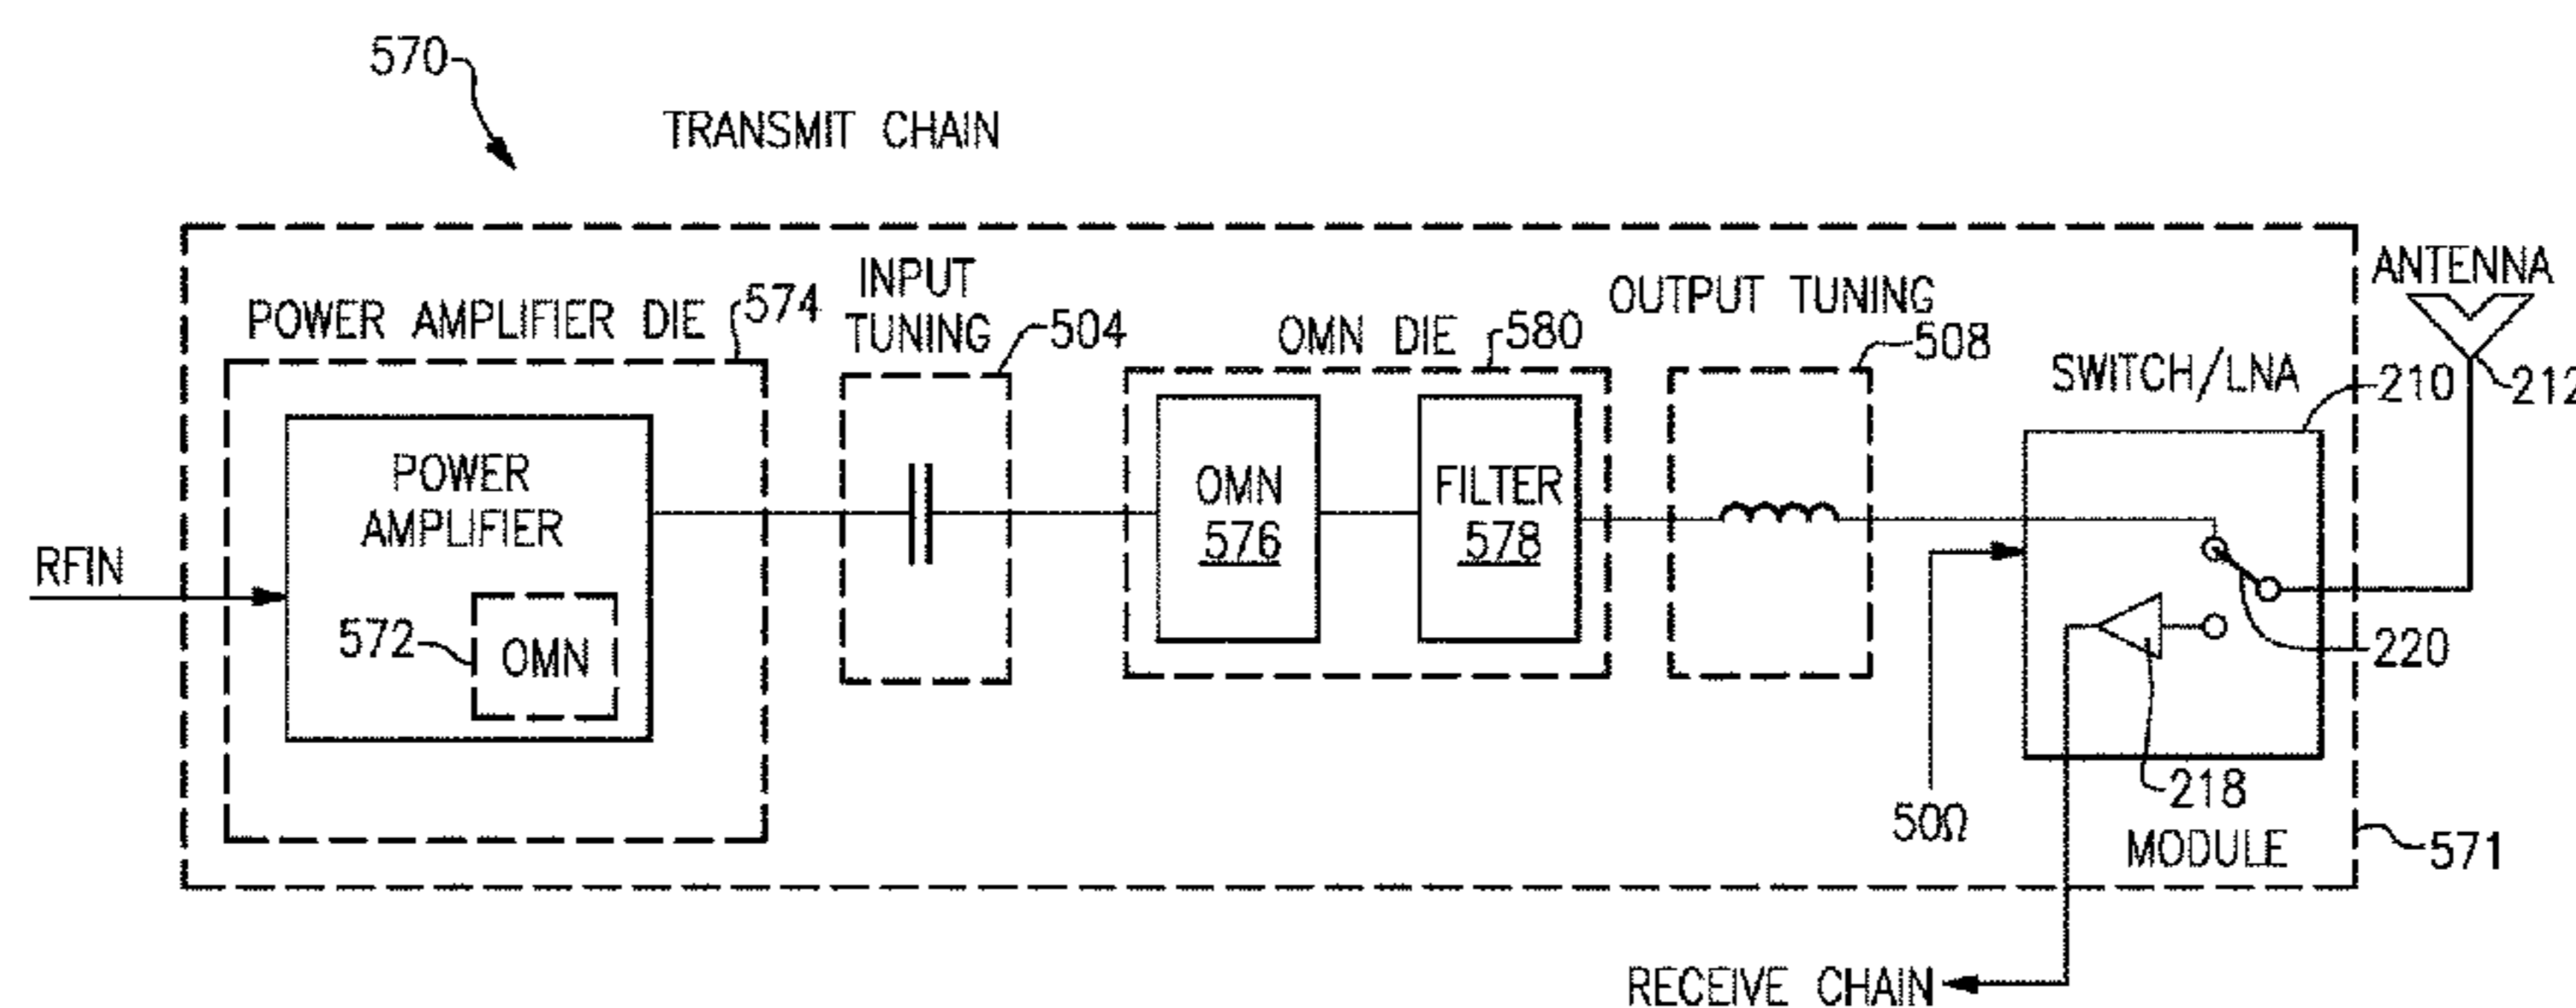 570
TRANSMIT CHAIN
POWER AMPLIFIER DIE
574
INPUT
TUNING
504
OMN DIE
580
OUTPUT TUNING
508
ANTENNA
212
SWITCH/LNA
210
POWER
AMPLIFIER
572
OMN
RFIN
OMN
576
FILTER
578
220
218
50Ω
MODULE
571
RECEIVE CHAIN